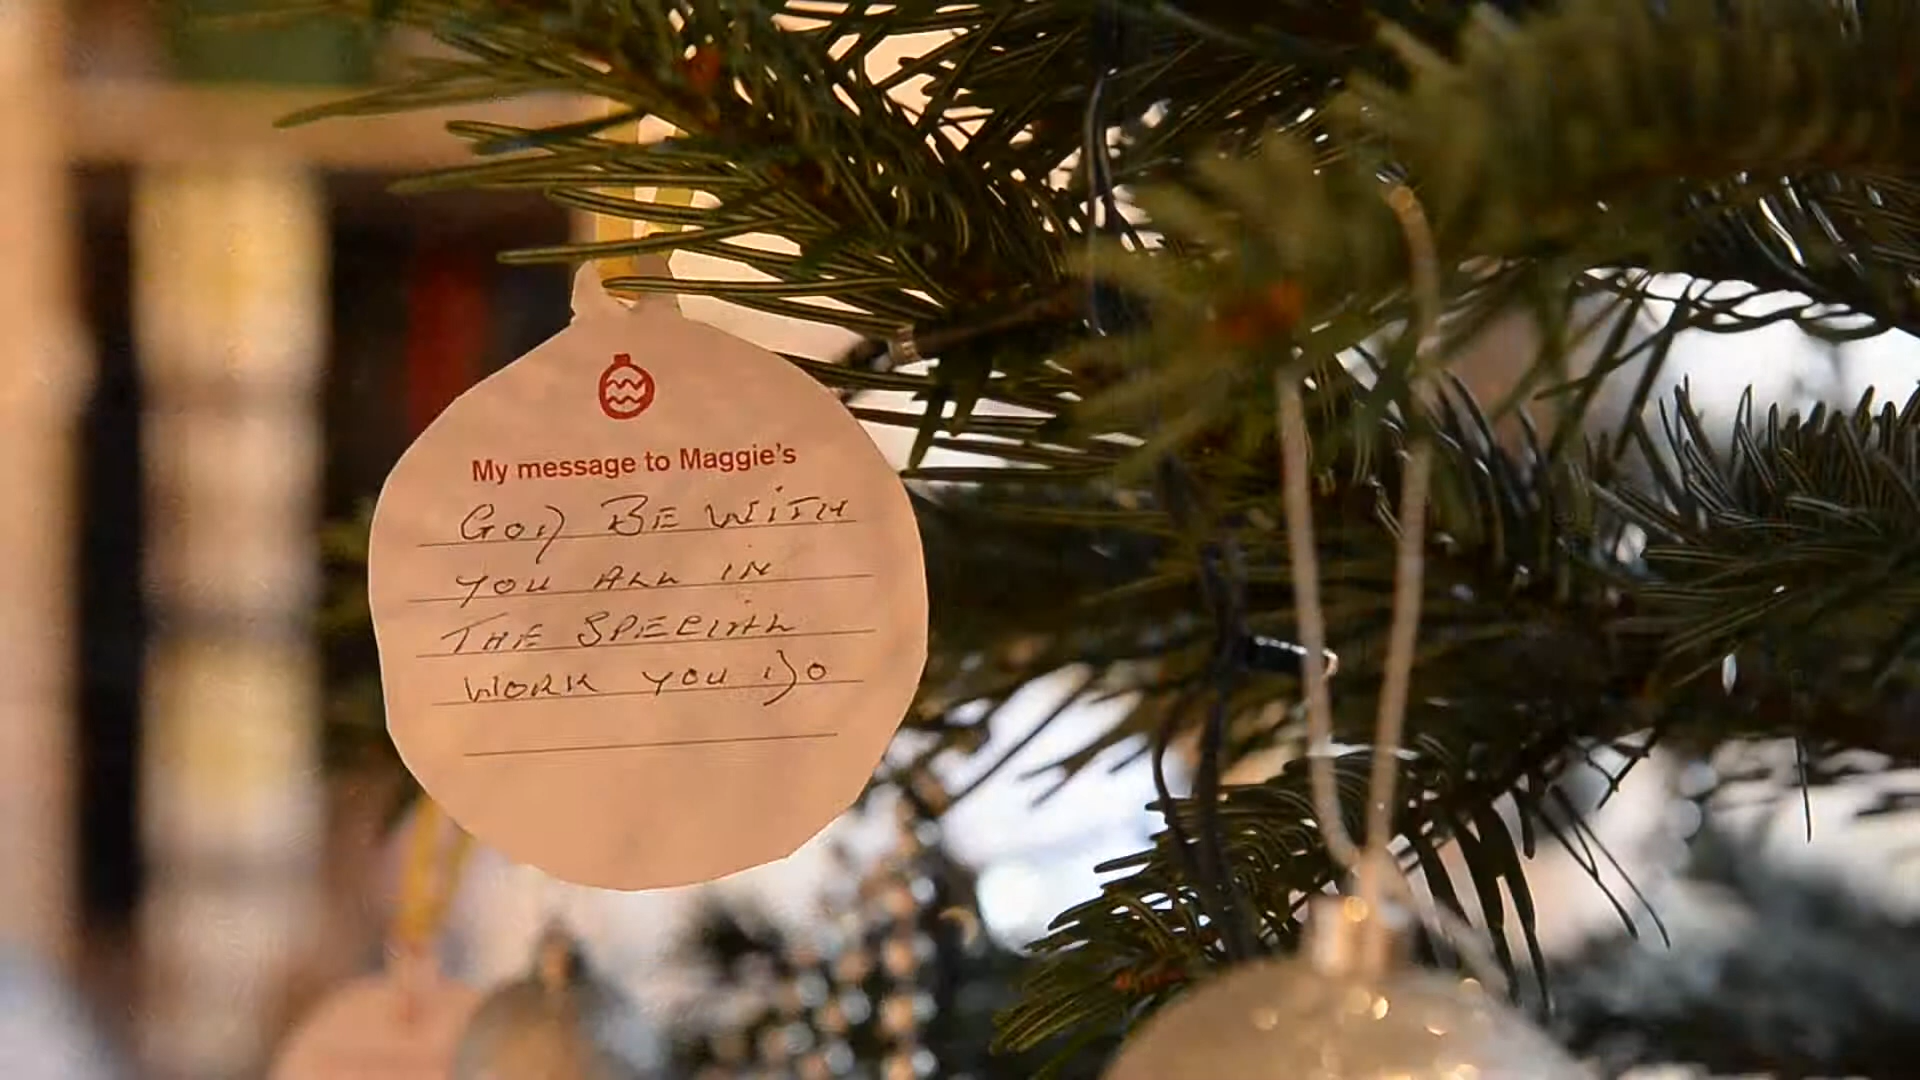 My message to Maggie's
GOD BE WITH
YOU ALL IN
THE SPECIAL
WORK YOU DO